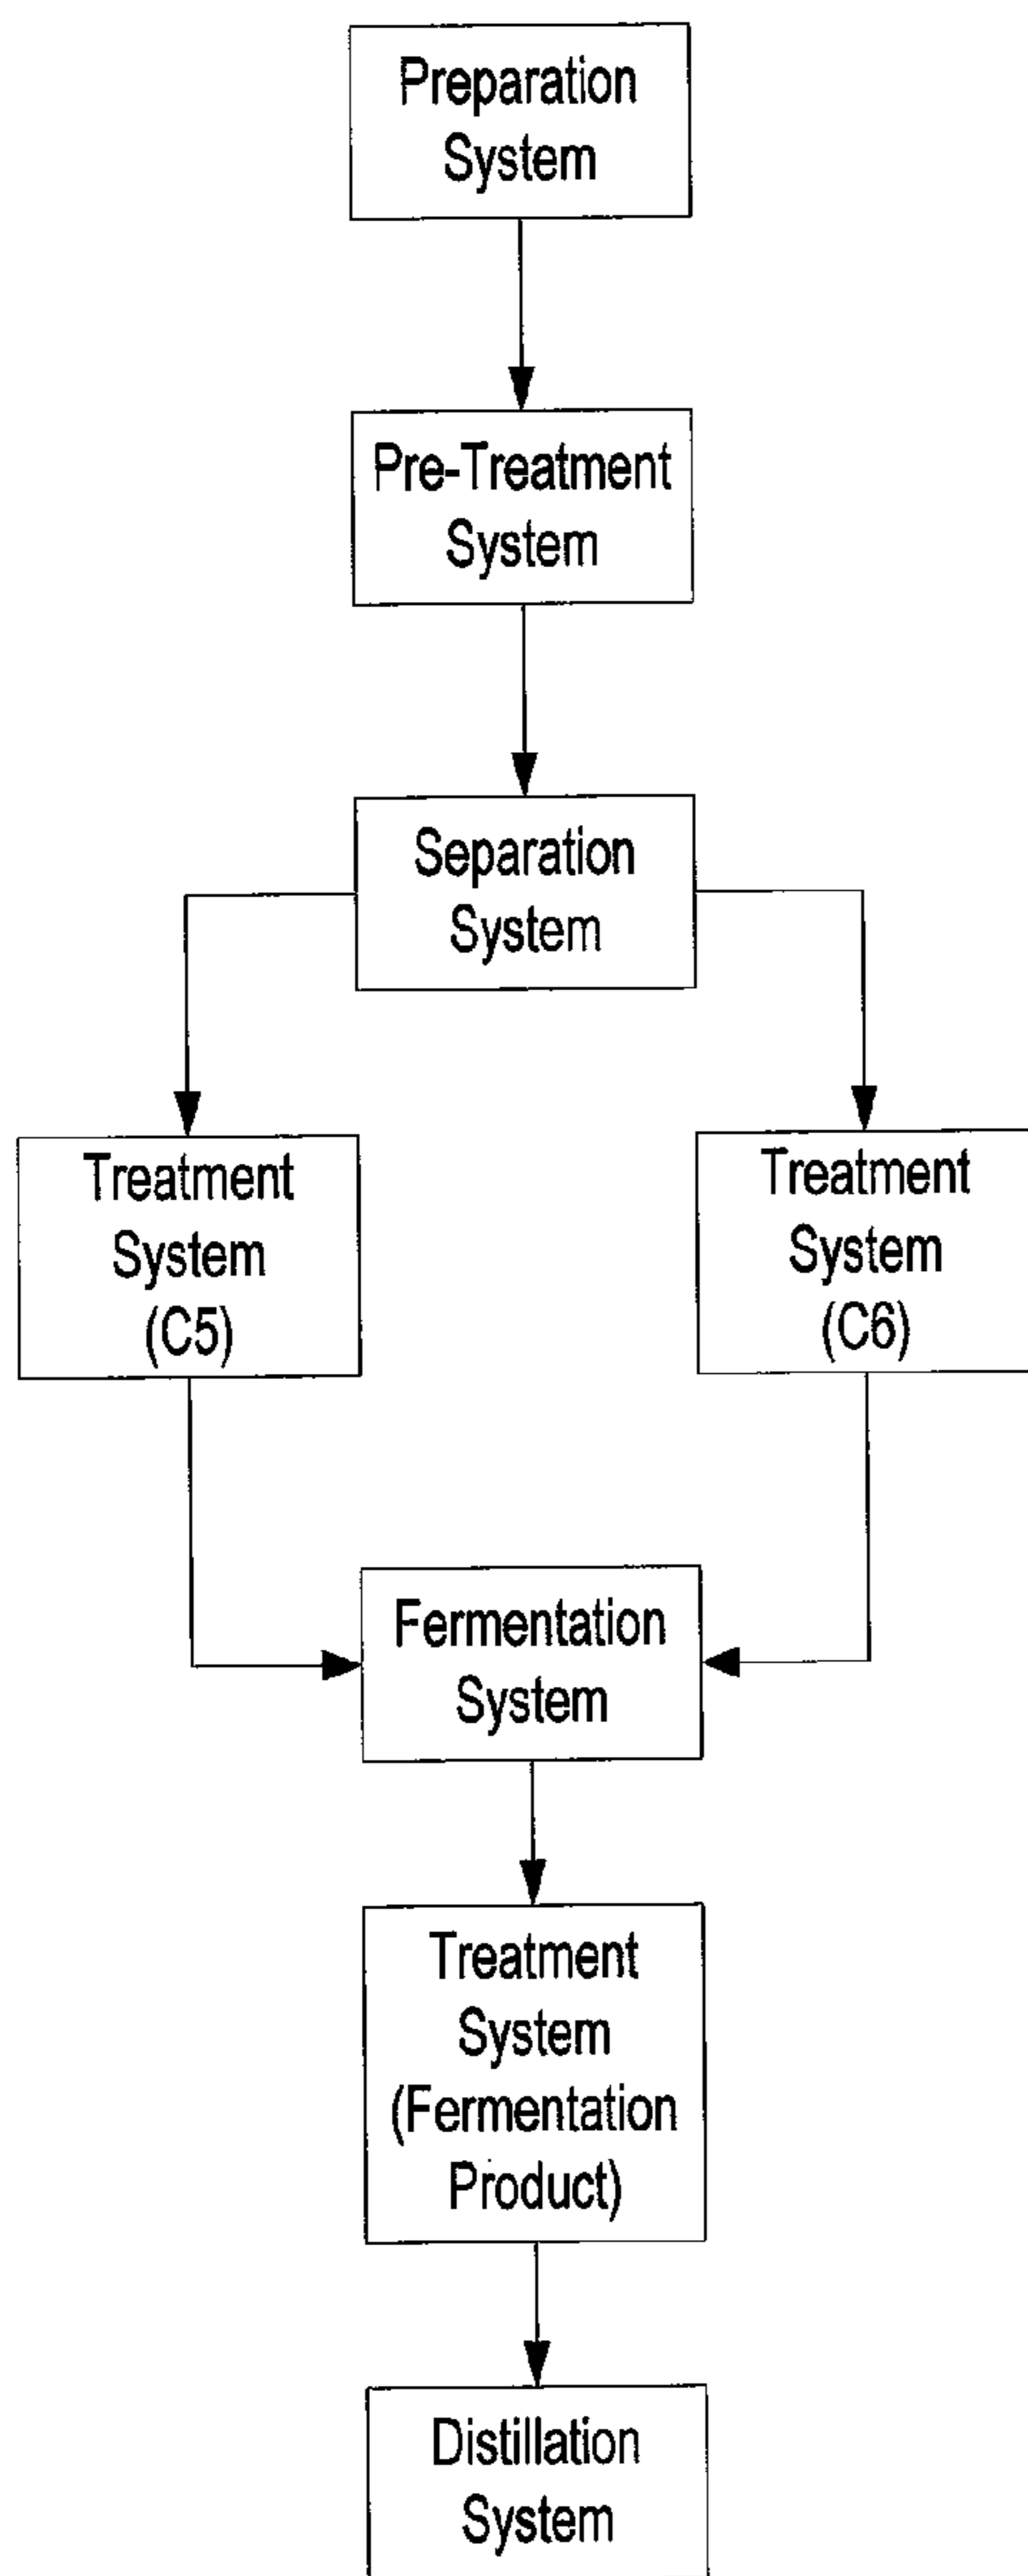 Preparation
System
Pre-Treatment
System
Separation
System
Treatment
System
(C5)
Treatment
System
(C6)
Fermentation
System
Treatment
System
(Fermentation
Product)
Distillation
System